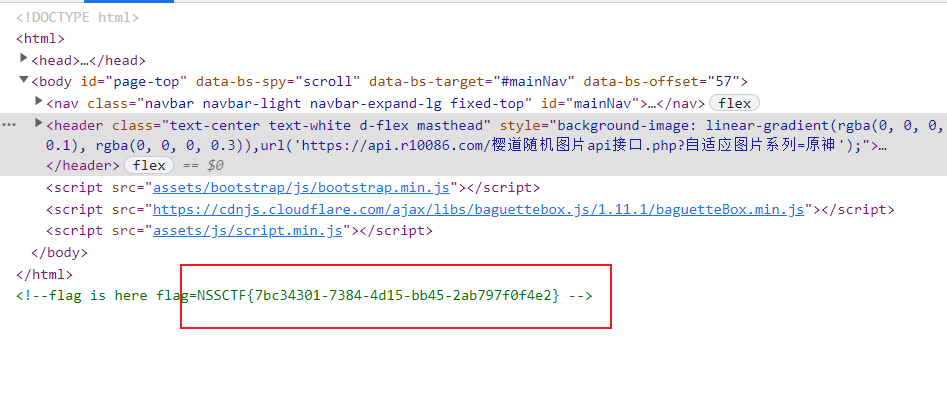 <!DOCTYPE html>
<html>
<head>…</head>
<body id="page-top" data-bs-spy="scroll" data-bs-target="#mainNav" data-bs-offset="57">
<nav class="navbar navbar-light navbar-expand-lg fixed-top" id="mainNav">…</nav> flex
… <header class="text-center text-white d-flex masthead" style="background-image: linear-gradient(rgba(0, 0, 0,
0.1), rgba(0, 0, 0, 0.3)),url('https://api.r10086.com/樱道随机图片api接口.php?自适应图片系列=原神');">…
</header> flex == $0
<script src="assets/bootstrap/js/bootstrap.min.js"></script>
<script src="https://cdnjs.cloudflare.com/ajax/libs/baguettebox.js/1.11.1/baguetteBox.min.js"></script>
<script src="assets/js/script.min.js"></script>
</body>
</html>
<!--flag is here flag=NSSCTF{7bc34301-7384-4d15-bb45-2ab797f0f4e2} -->